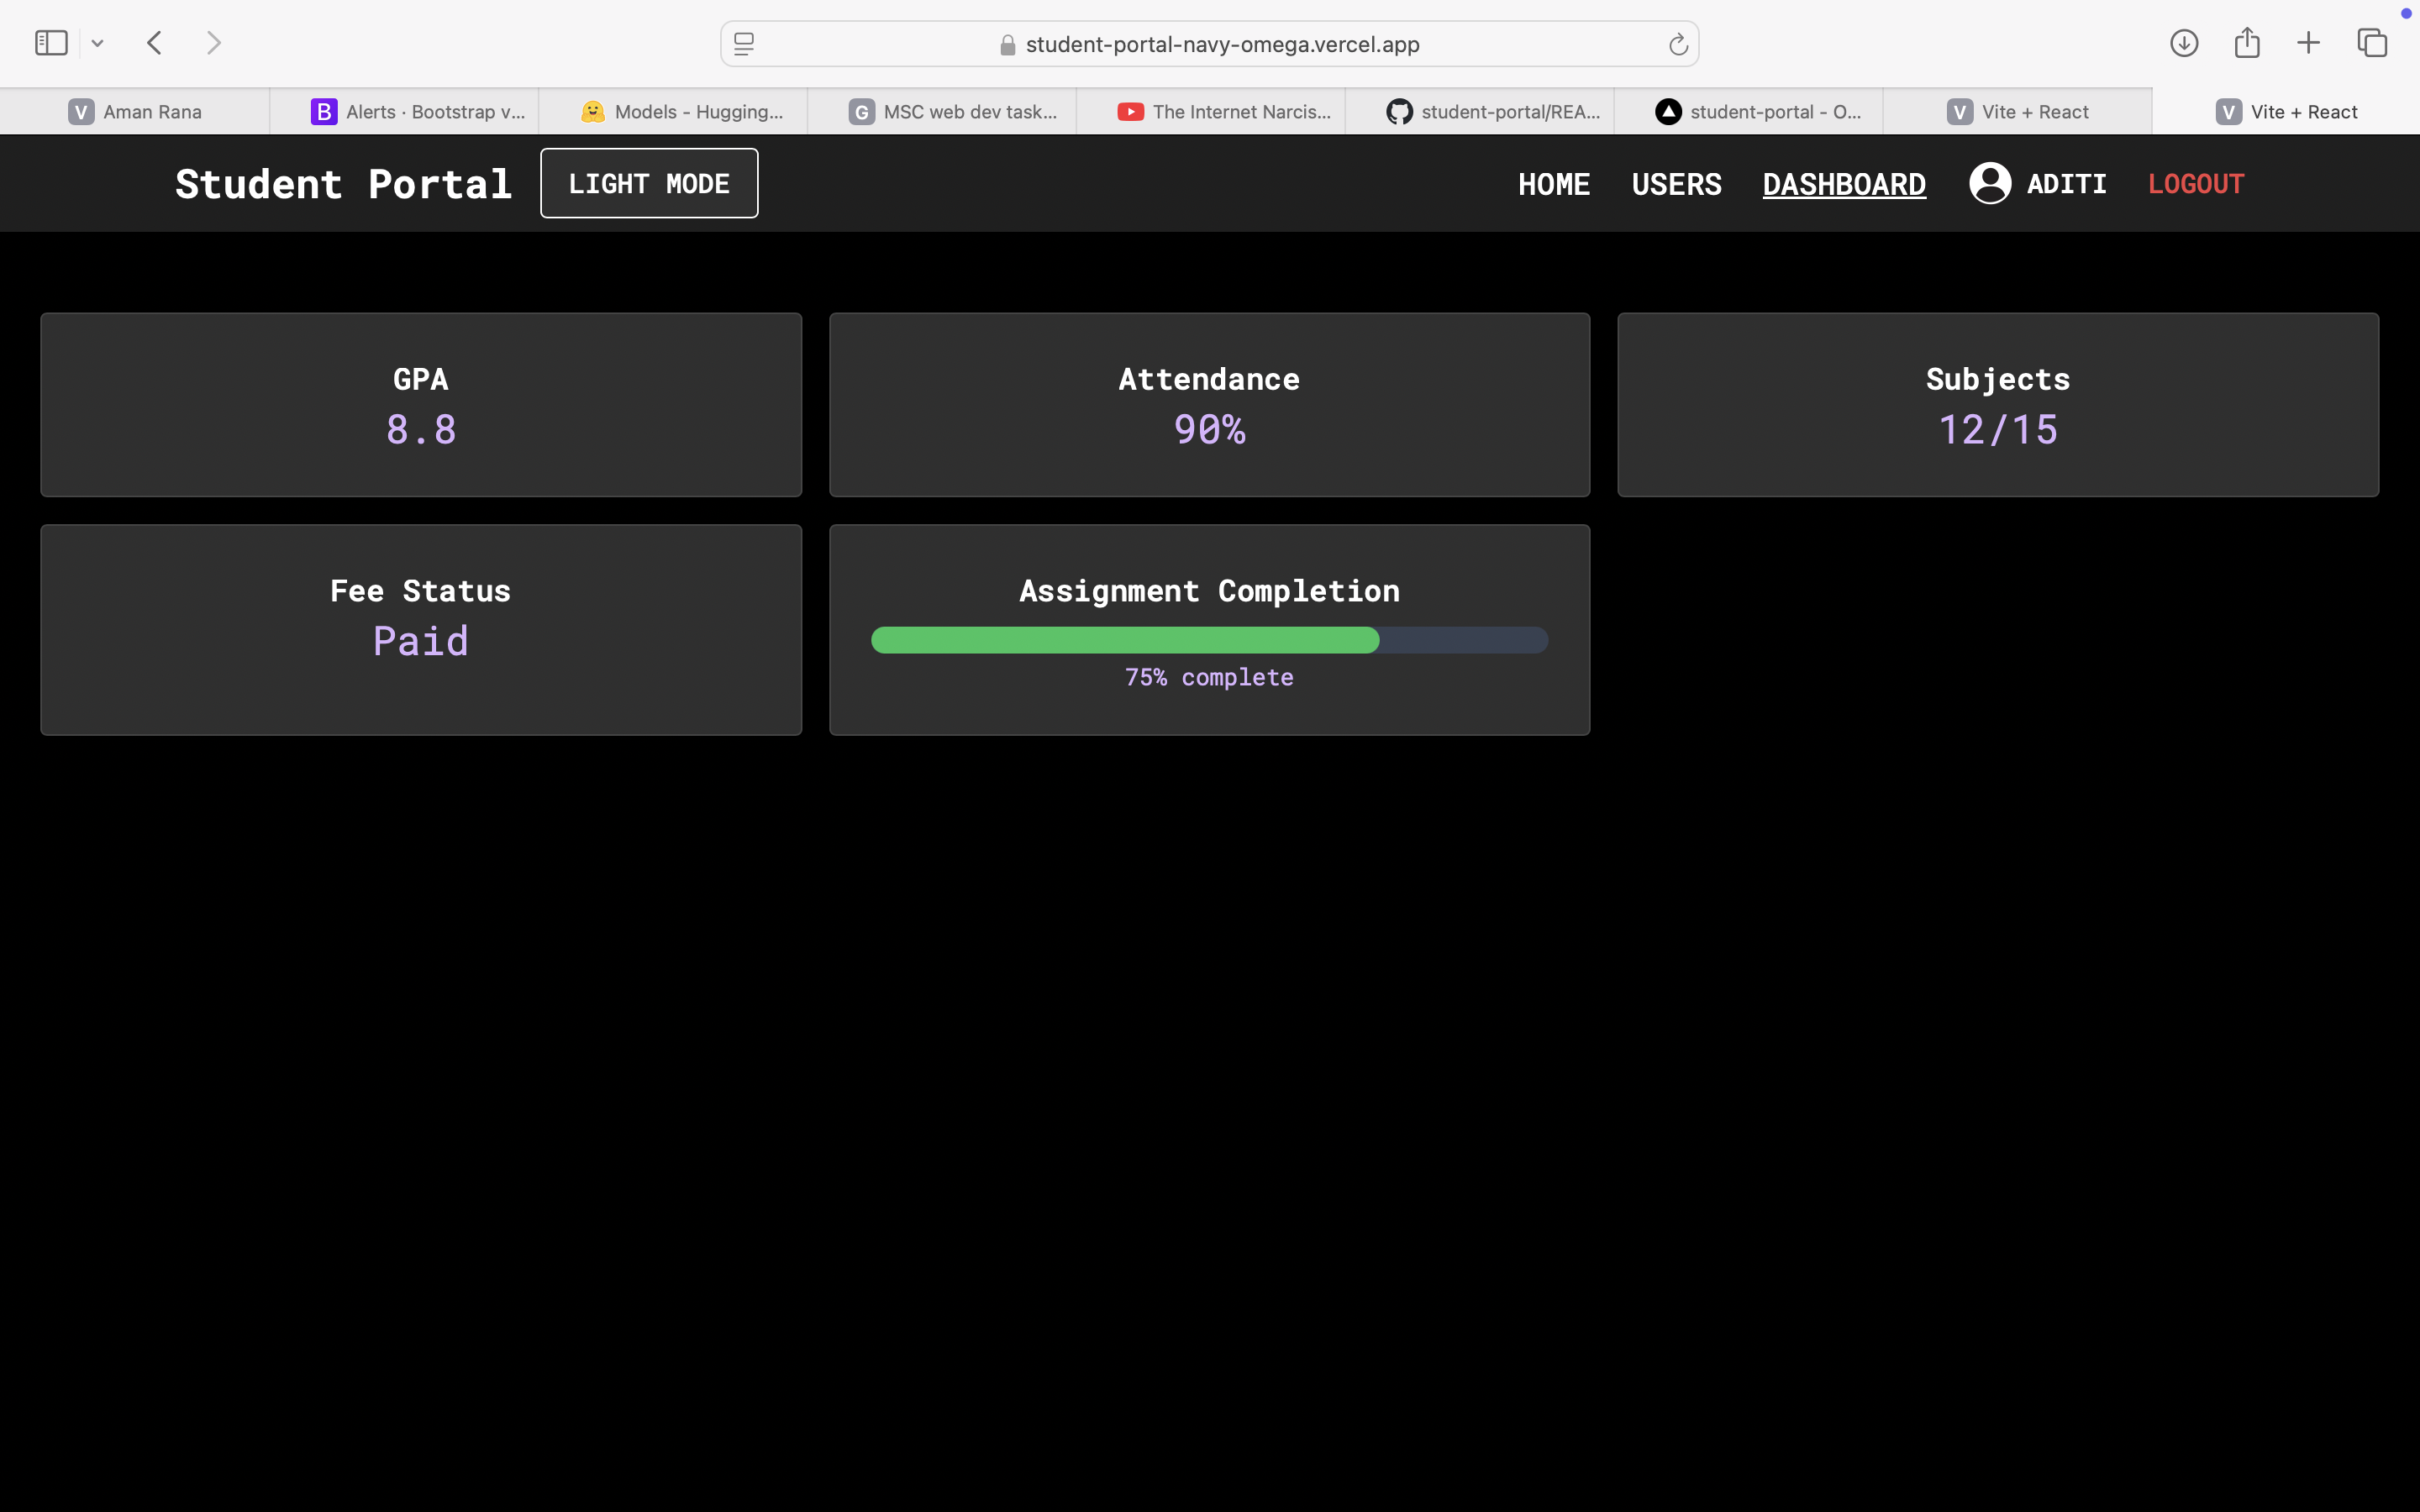 student-portal-navy-omega.vercel.app
V Aman Rana
B Alerts · Bootstrap v...
Models - Hugging...
G MSC web dev task...
The Internet Narcis...
student-portal/REA...
student-portal - O...
V Vite + React
V Vite + React
Student Portal
LIGHT MODE
HOME
USERS
DASHBOARD
ADITI
LOGOUT
GPA
8.8
Attendance
90%
Subjects
12/15
Fee Status
Paid
Assignment Completion
75% complete